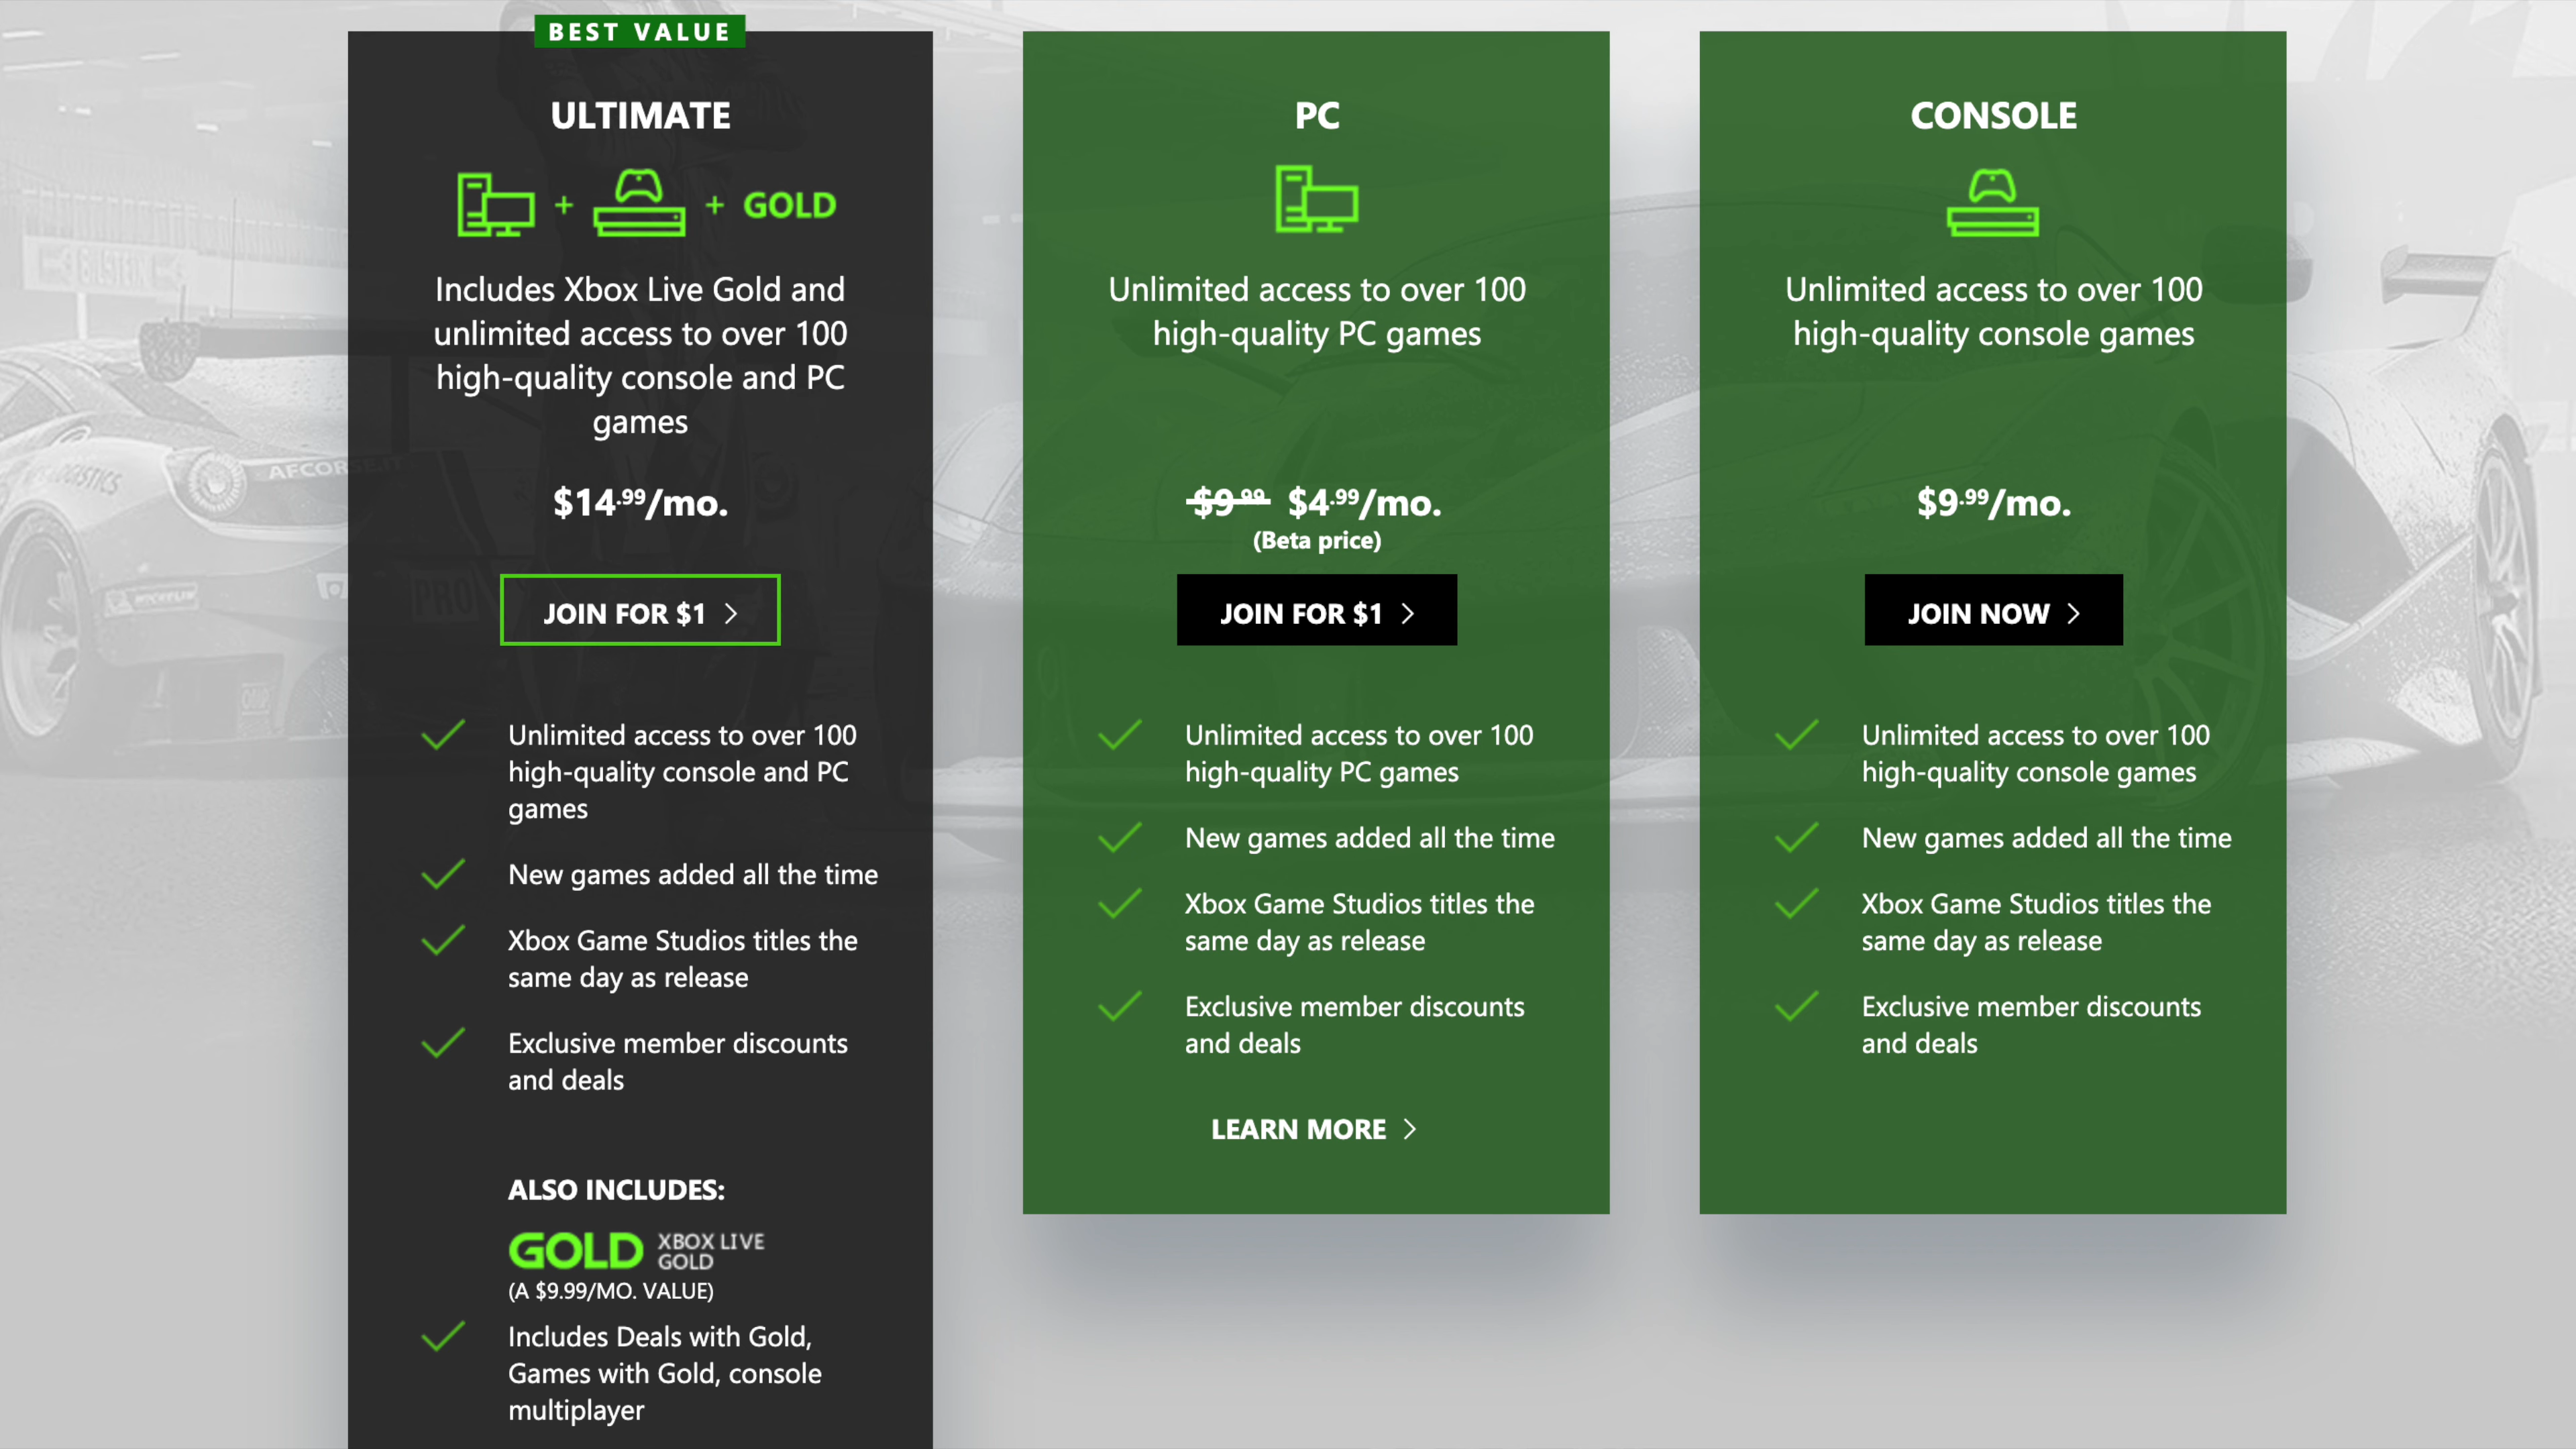 BEST VALUE
ULTIMATE
+ + GOLD
Includes Xbox Live Gold and
unlimited access to over 100
high-quality console and PC
games
$14.99/mo.
JOIN FOR $1
Unlimited access to over 100
high-quality console and PC
games
New games added all the time
Xbox Game Studios titles the
same day as release
Exclusive member discounts
and deals
ALSO INCLUDES:
GOLD XBOX LIVE
GOLD
(A $9.99/MO. VALUE)
Includes Deals with Gold,
Games with Gold, console
multiplayer
PC
Unlimited access to over 100
high-quality PC games
$9.99 $4.99/mo.
(Beta price)
JOIN FOR $1
Unlimited access to over 100
high-quality PC games
New games added all the time
Xbox Game Studios titles the
same day as release
Exclusive member discounts
and deals
LEARN MORE
CONSOLE
Unlimited access to over 100
high-quality console games
$9.99/mo.
JOIN NOW
Unlimited access to over 100
high-quality console games
New games added all the time
Xbox Game Studios titles the
same day as release
Exclusive member discounts
and deals
BILSTEIN
AFCORSE.IT
PRO
MICHELIN